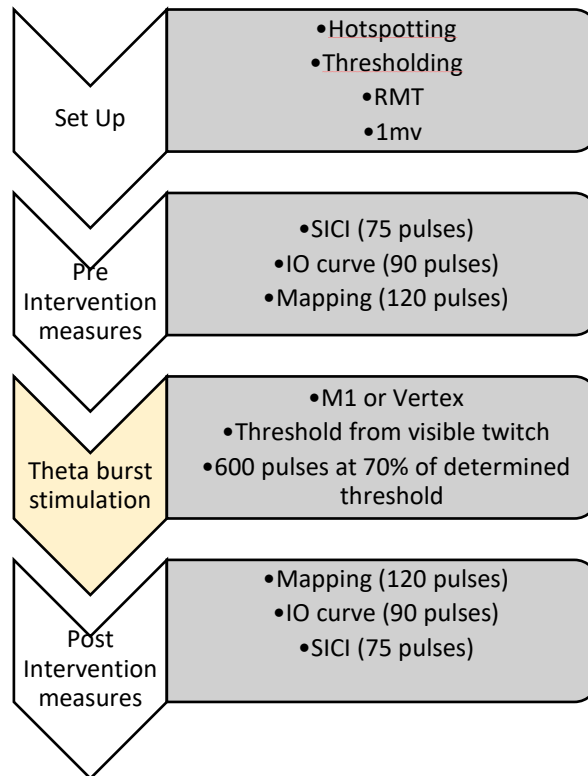 Set Up
•Hotspotting
•Thresholding
•RMT
•1mv
Pre
Intervention
measures
•SICI (75 pulses)
•IO curve (90 pulses)
•Mapping (120 pulses)
Theta burst
stimulation
•M1 or Vertex
•Threshold from visible twitch
•600 pulses at 70% of determined
threshold
Post
Intervention
measures
•Mapping (120 pulses)
•IO curve (90 pulses)
•SICI (75 pulses)